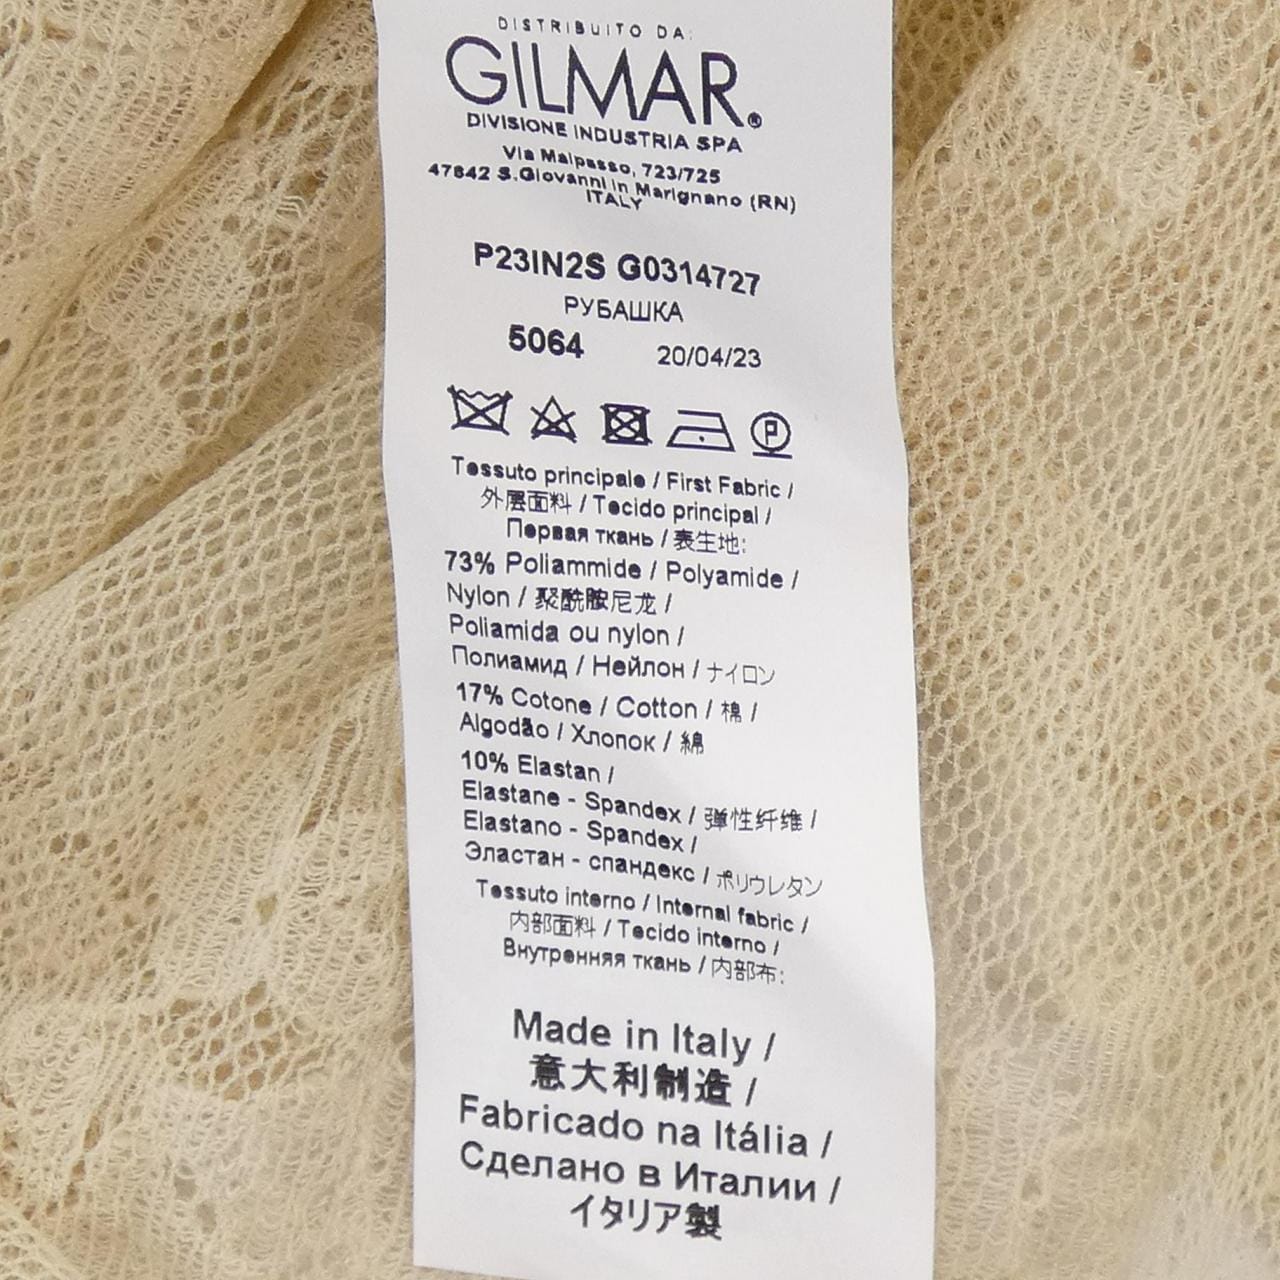 DISTRIBUITO DA:
GILMAR®
DIVISIONE INDUSTRIA SPA
Via Malpasso, 723/725
47842 S.Giovanni in Marignano (RN)
ITALY
P23IN2S G0314727
РУБАШКА
5064 20/04/23
P
Tessuto principale / First Fabric /
外层面料 / Tecido principal /
Первая ткань / 表生地:
73% Poliammide / Polyamide /
Nylon / 聚酰胺尼龙 /
Poliamida ou nylon /
Полиамид / Нейлон / ナイロン
17% Cotone / Cotton / 棉 /
Algodão / Хлопок / 綿
10% Elastan /
Elastane - Spandex / 弹性纤维 /
Elastano - Spandex /
Эластан - спандекс / ポリウレタン
Tessuto interno / Internal fabric /
内部面料 / Tecido interno /
Внутренняя ткань / 内部布:
Made in Italy /
意大利制造 /
Fabricado na Itália /
Сделано в Италии /
イタリア製